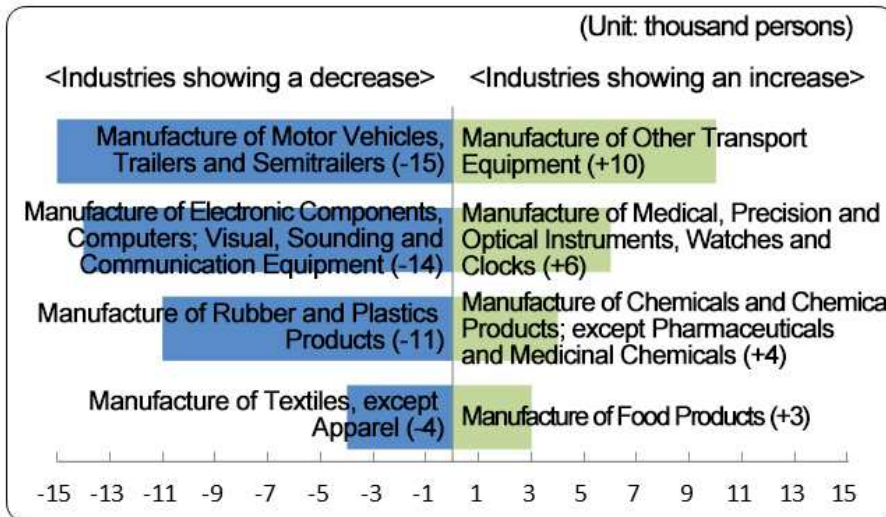 (Unit: thousand persons)
<Industries showing a decrease>
<Industries showing an increase>
Manufacture of Motor Vehicles,
Trailers and Semitrailers (-15)
Manufacture of Other Transport
Equipment (+10)
Manufacture of Electronic Components,
Computers; Visual, Sounding and
Communication Equipment (-14)
Manufacture of Medical, Precision and
Optical Instruments, Watches and
Clocks (+6)
Manufacture of Rubber and Plastics
Products (-11)
Manufacture of Chemicals and Chemical
Products; except Pharmaceuticals
and Medicinal Chemicals (+4)
Manufacture of Textiles, except
Apparel (-4)
Manufacture of Food Products (+3)
-15 -13 -11 -9 -7 -5 -3 -1 1 3 5 7 9 11 13 15